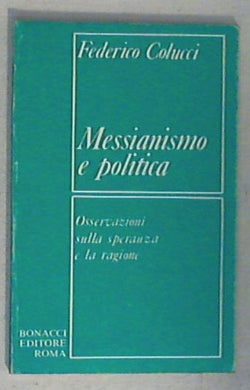 Federico Colucci
Messianismo
e politica
Osservazioni
sulla speranza
e la ragione
BONACCI
EDITORE
ROMA